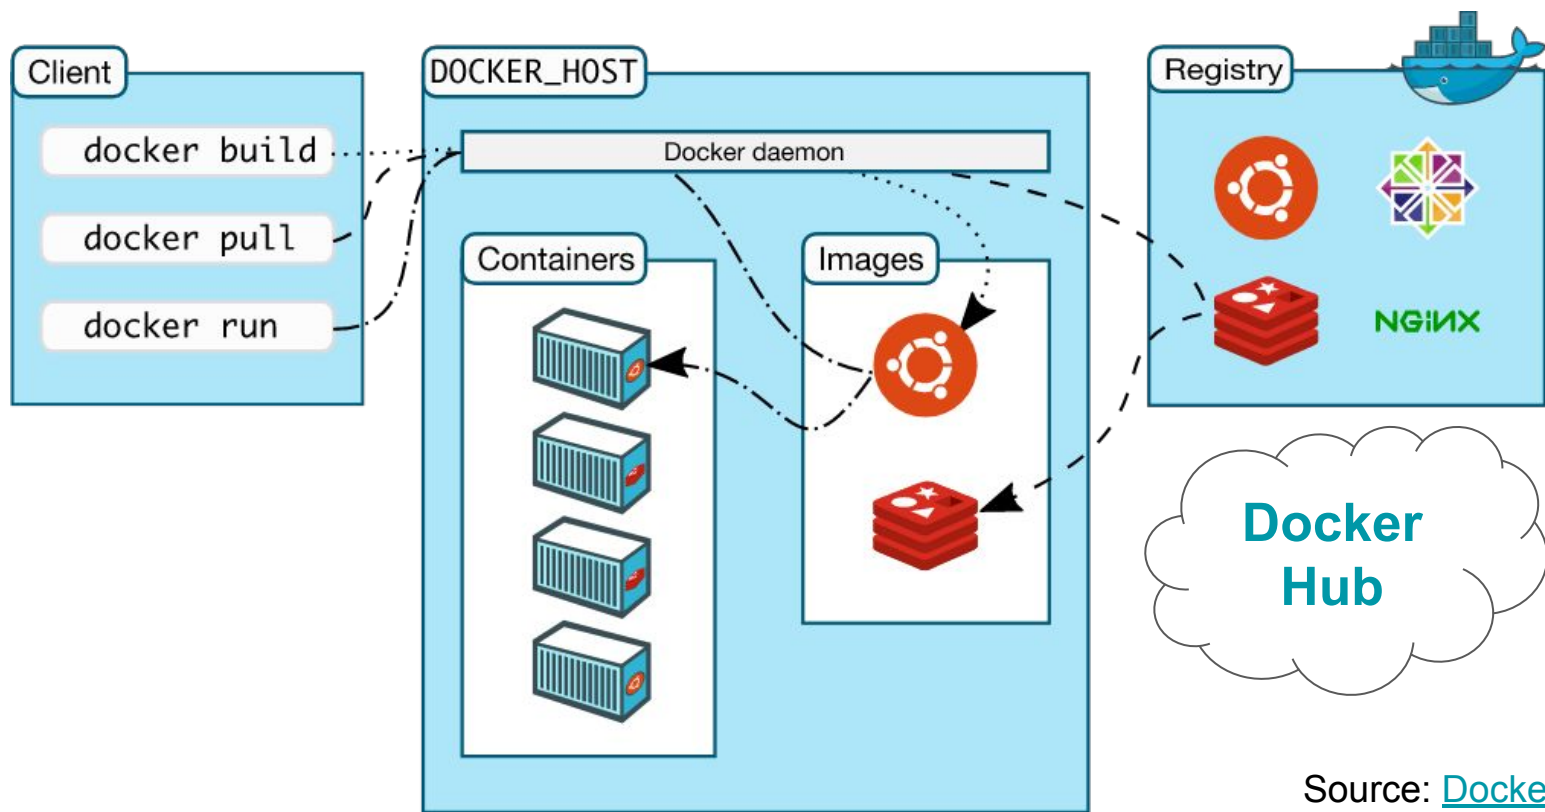 Client
docker build
docker pull
docker run
DOCKER_HOST
Docker daemon
Containers
Images
Registry
NGiNX
Docker
Hub
Source: Docke